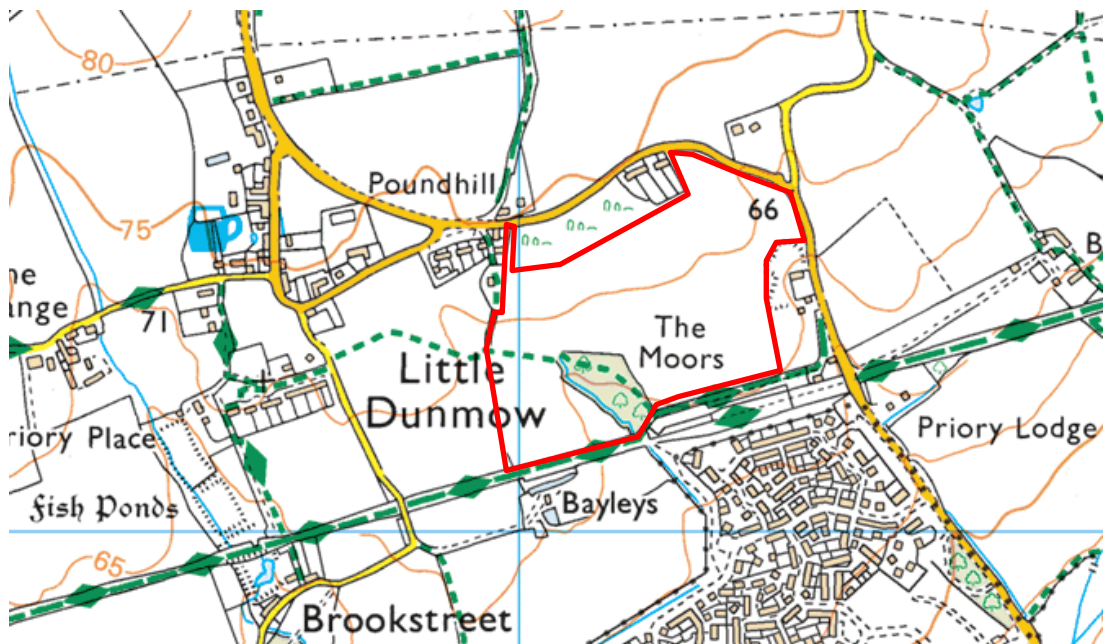 80
Poundhill
75
66
ne
ange
71
B
The
Moors
Little
Dunmow
riory Place
Priory Lodge
Fish Ponds
Bayleys
65
Brookstreet